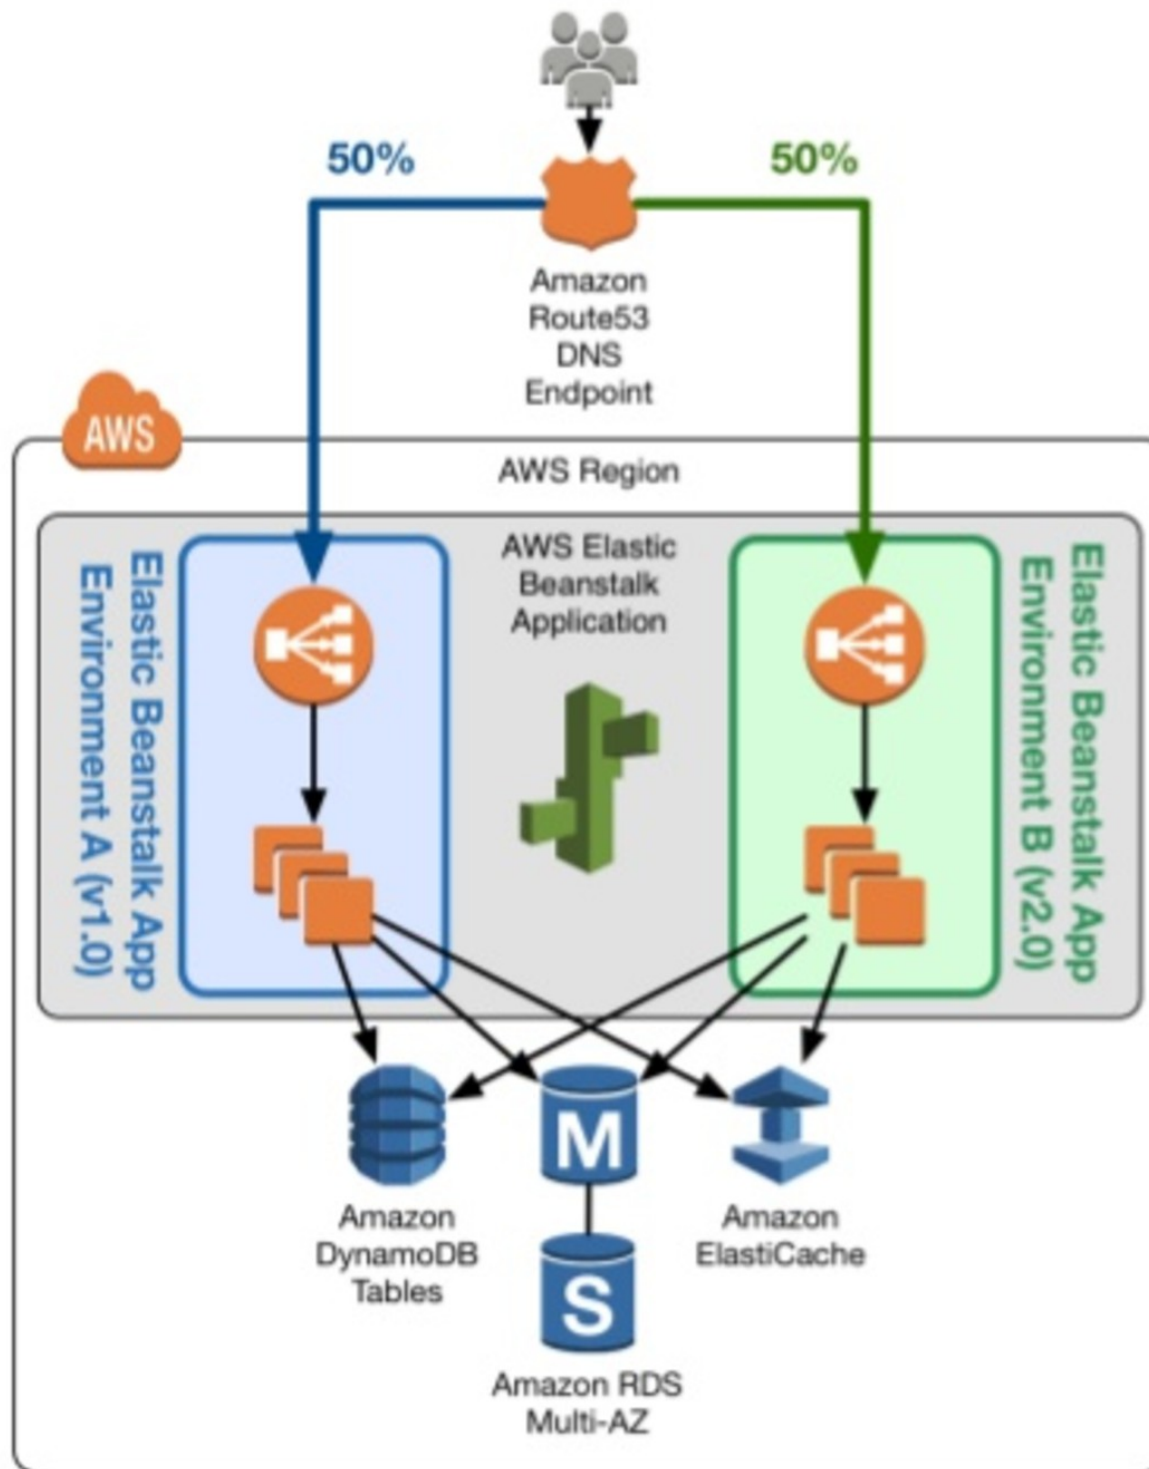 50%
50%
Amazon
Route53
DNS
Endpoint
AWS
AWS Region
AWS Elastic
Beanstalk
Application
Elastic Beanstalk App
Environment A (v1.0)
Elastic Beanstalk App
Environment B (v2.0)
M
Amazon
DynamoDB
Tables
Amazon
ElastiCache
S
Amazon RDS
Multi-AZ